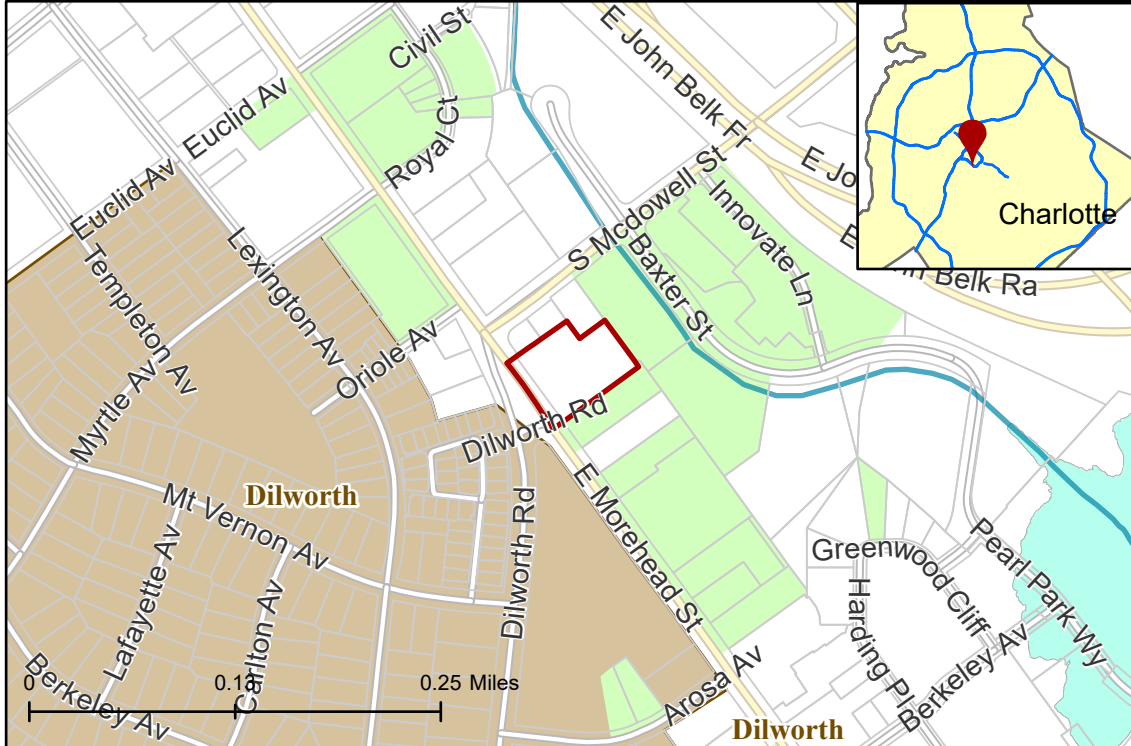 Civil St
E John Belk Fr
Euclid Av
Royal Ct
Euclid Av
S Mcdowell St
Innovate Ln
E Jo
Charlotte
Templeton Av
Lexington Av
Baxter St
Belk Ra
Oriole Av
Myrtle Av
Dilworth Rd
Dilworth
Mt Vernon Av
E Morehead St
Dilworth Rd
Lafayette Av
Carlton Av
Greenwood Cliff
Pearl Park Wy
Harding Pl
Berkeley Av
Berkeley Av
Arosa Av
0
0.25 Miles
Dilworth